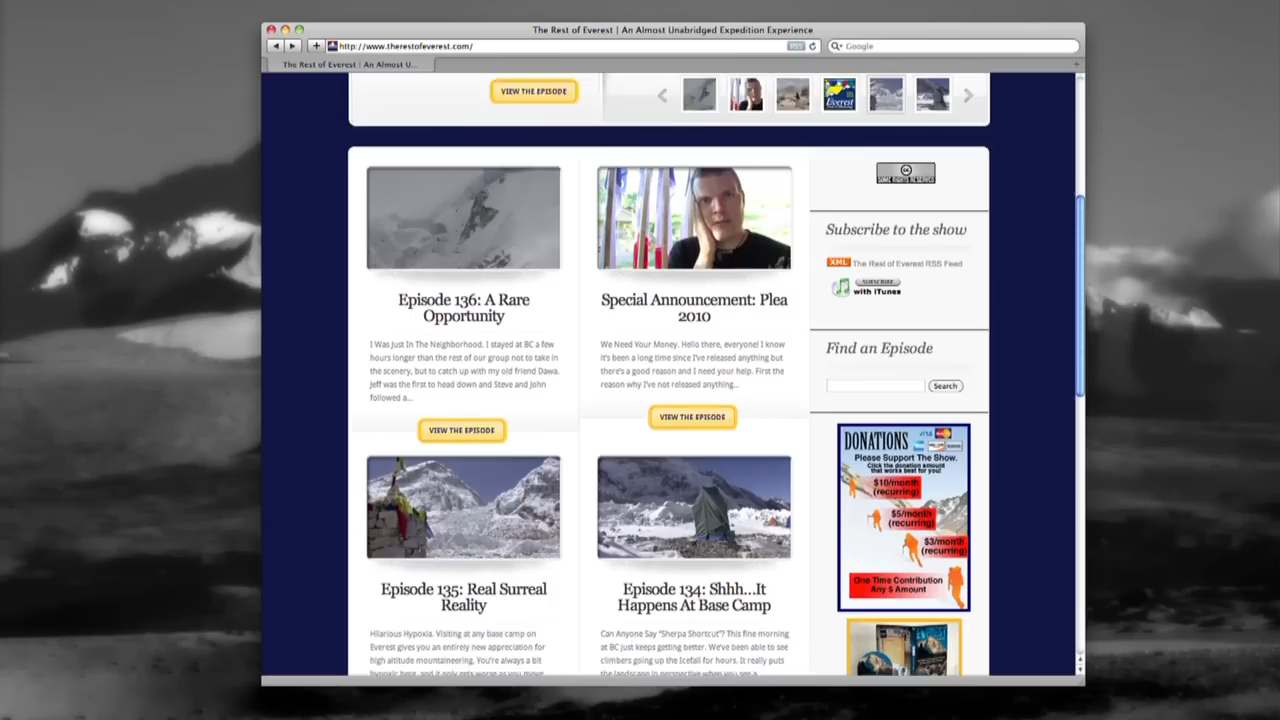 The Rest of Everest | An Almost Unabridged Expedition Experience
http://www.therestofeverest.com/
RSS
Google
The Rest of Everest | An Almost U...
VIEW THE EPISODE
Everest
cc
SOME RIGHTS RESERVED
Episode 136: A Rare
Opportunity
I Was Just In The Neighborhood. I stayed at BC a few
hours longer than the rest of our group not to take in
the scenery, but to catch up with my old friend Dawa.
Jeff was the first to head down and Steve and John
followed a...
VIEW THE EPISODE
Special Announcement: Plea
2010
We Need Your Money. Hello there, everyone! I know
it's been a long time since I've released anything but
there's a good reason and I need your help. First the
reason why I've not released anything...
VIEW THE EPISODE
Subscribe to the show
XML The Rest of Everest RSS Feed
SUBSCRIBE
with iTunes
Find an Episode
Search
DONATIONS
VISA
Please Support The Show.
Click the donation amount
that works best for you!
$10/month
(recurring)
$5/month
(recurring)
$3/month
(recurring)
One Time Contribution
Any $ Amount
Episode 135: Real Surreal
Reality
Hilarious Hypoxia. Visiting at any base camp on
Everest gives you an entirely new appreciation for
high altitude mountaineering. You're always a bit
hypoxic here, and it only gets worse as you move
Episode 134: Shhh...It
Happens At Base Camp
Can Anyone Say "Sherpa Shortcut"? This fine morning
at BC just keeps getting better. We've been able to see
climbers going up the Icefall for hours. It really puts
the landscape in perspective when you see a...